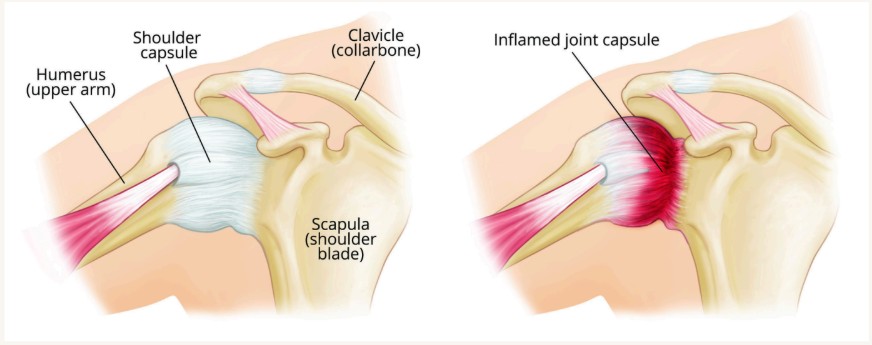 Shoulder
capsule
Clavicle
(collarbone)
Humerus
(upper arm)
Scapula
(shoulder
blade)
Inflamed joint capsule